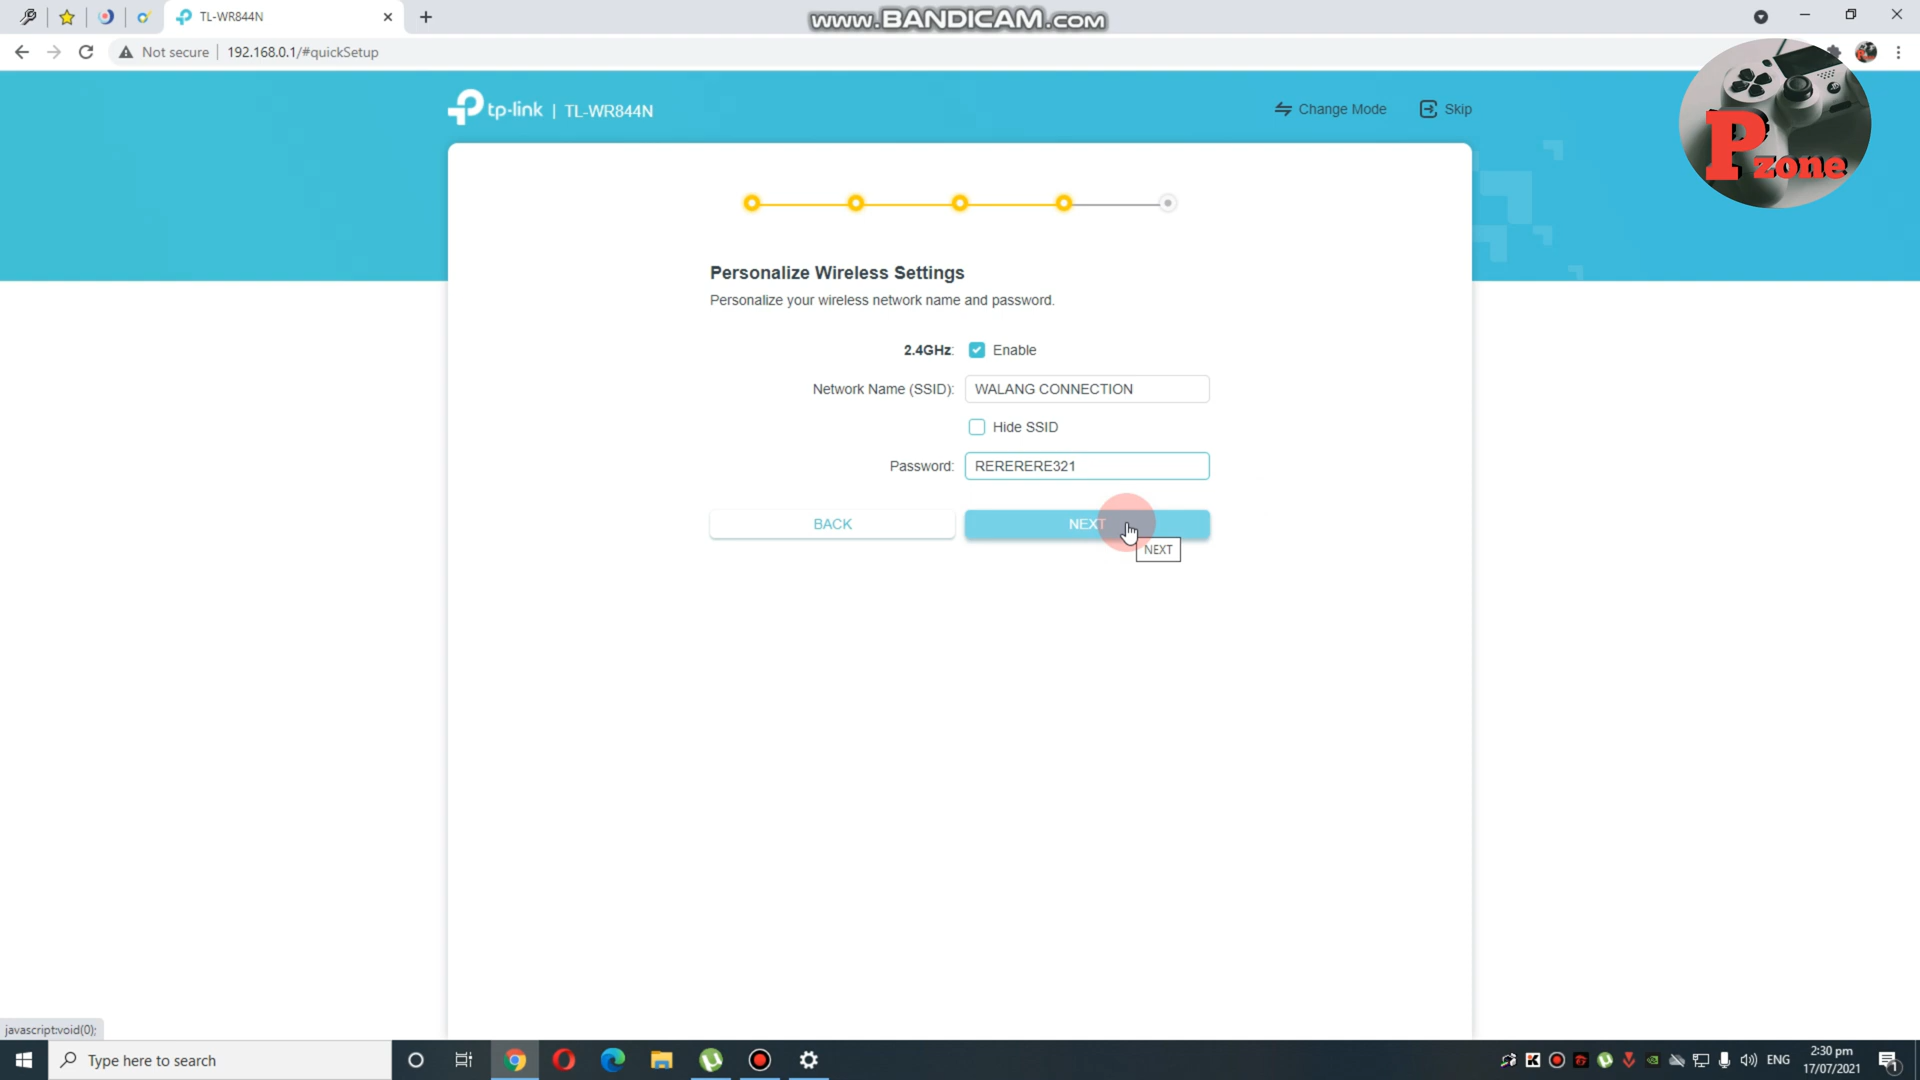 TL-WR844N
www.BANDICAM.com
Not secure
192.168.0.1/#quickSetup
tp-link | TL-WR844N
Change Mode
Skip
P zone
Personalize Wireless Settings
Personalize your wireless network name and password.
2.4GHz: Enable
Network Name (SSID): WALANG CONNECTION
Hide SSID
Password: RERERERE321
BACK
NEXT
NEXT
javascript:void(0);
Type here to search
ENG
2:30 pm
17/07/2021
1